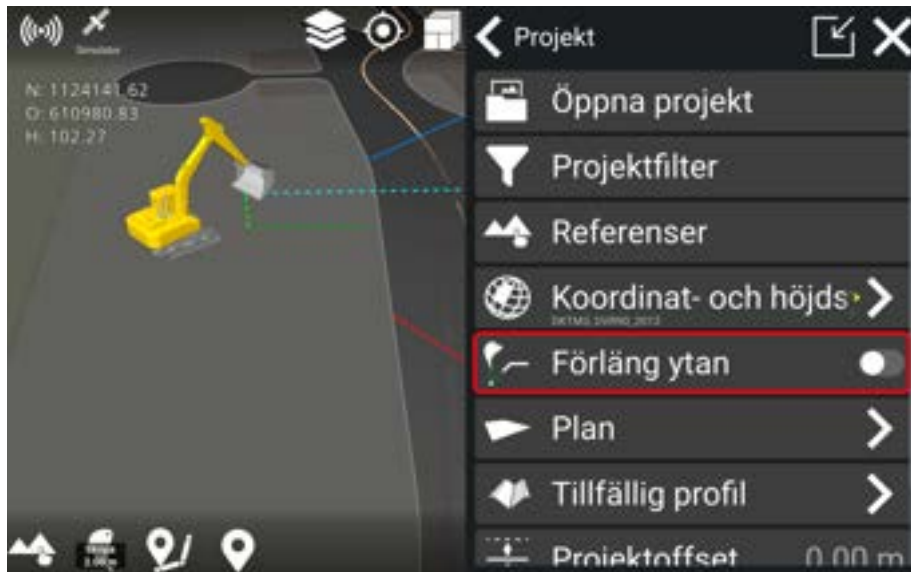 Simulator
N: 1124141.62
O: 610980.83
H: 102.27
Projekt
Öppna projekt
Projektfilter
Referenser
Koordinat- och höjds
Förläng ytan
Plan
Tillfällig profil
Projektoffset 0.00 m